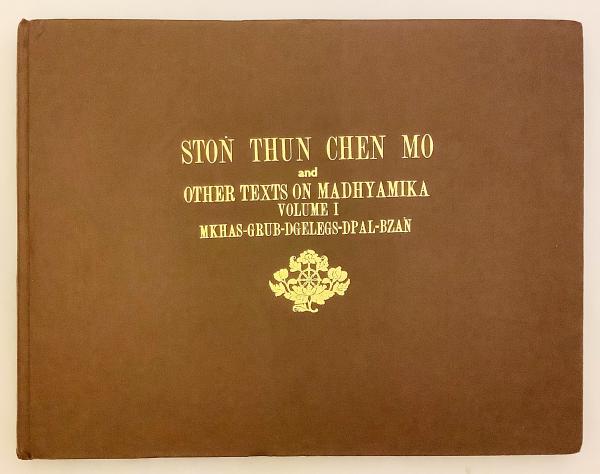 STOṄ THUN CHEN MO
and
OTHER TEXTS ON MADHYAMIKA
VOLUME I
MKHAS-GRUB-DGELEGS-DPAL-BZAṄ